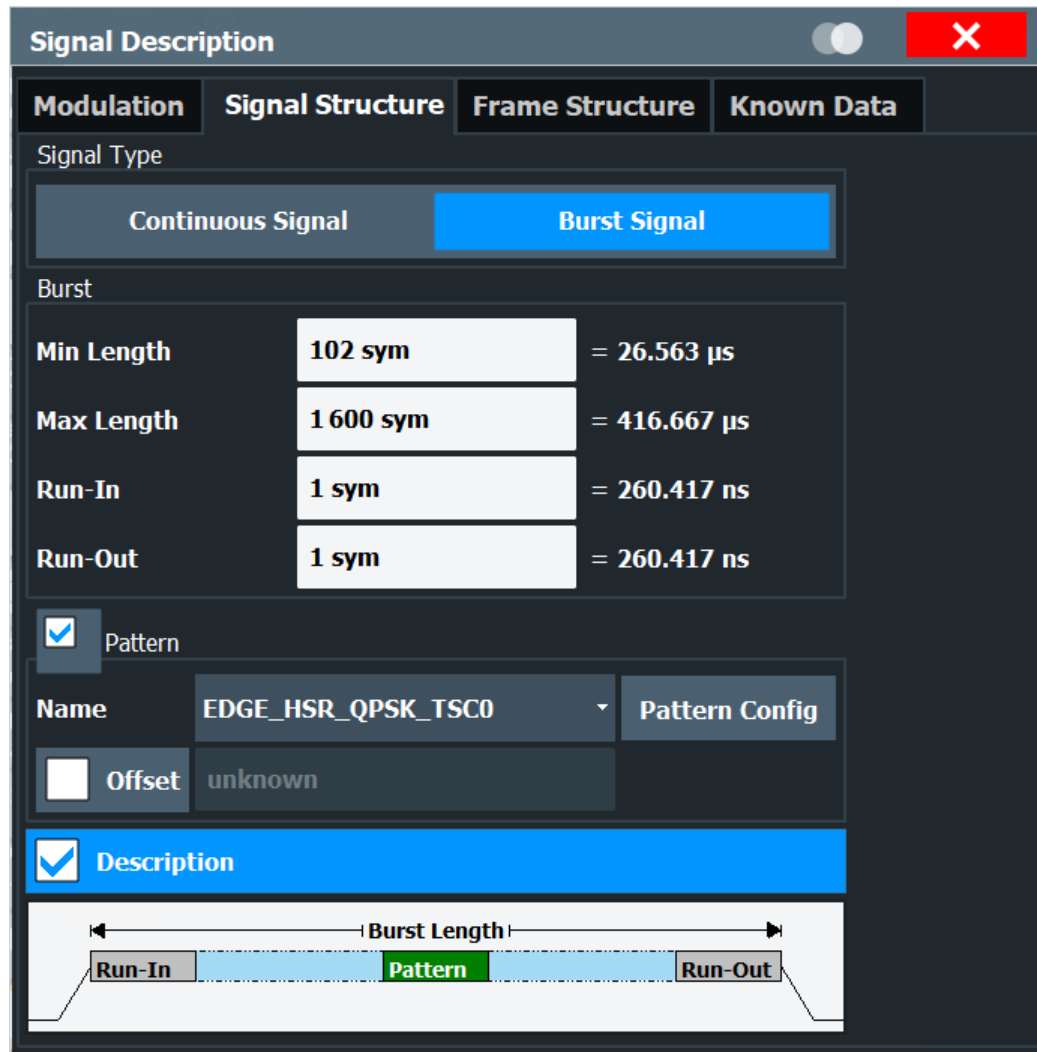 Signal Description
Modulation Signal Structure Frame Structure Known Data
Signal Type
Continuous Signal Burst Signal
Burst
Min Length 102 sym = 26.563 µs
Max Length 1 600 sym = 416.667 µs
Run-In 1 sym = 260.417 ns
Run-Out 1 sym = 260.417 ns
Pattern
Name EDGE_HSR_QPSK_TSC0 Pattern Config
Offset unknown
Description
Burst Length
Run-In Pattern Run-Out